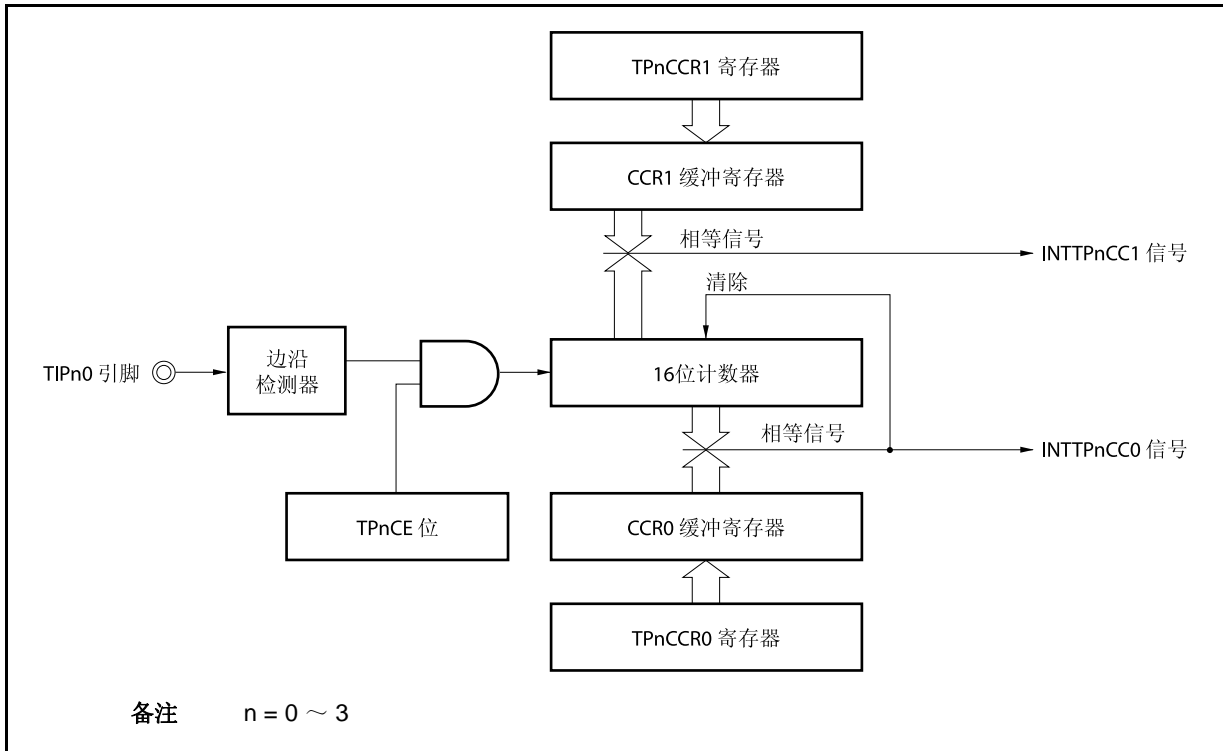 TPnCCR1 寄存器
CCR1 缓冲寄存器
相等信号
INTTPnCC1 信号
清除
TIPn0 引脚
边沿
检测器
16位计数器
相等信号
INTTPnCC0 信号
TPnCE 位
CCR0 缓冲寄存器
TPnCCR0 寄存器
备注 n = 0 ～ 3